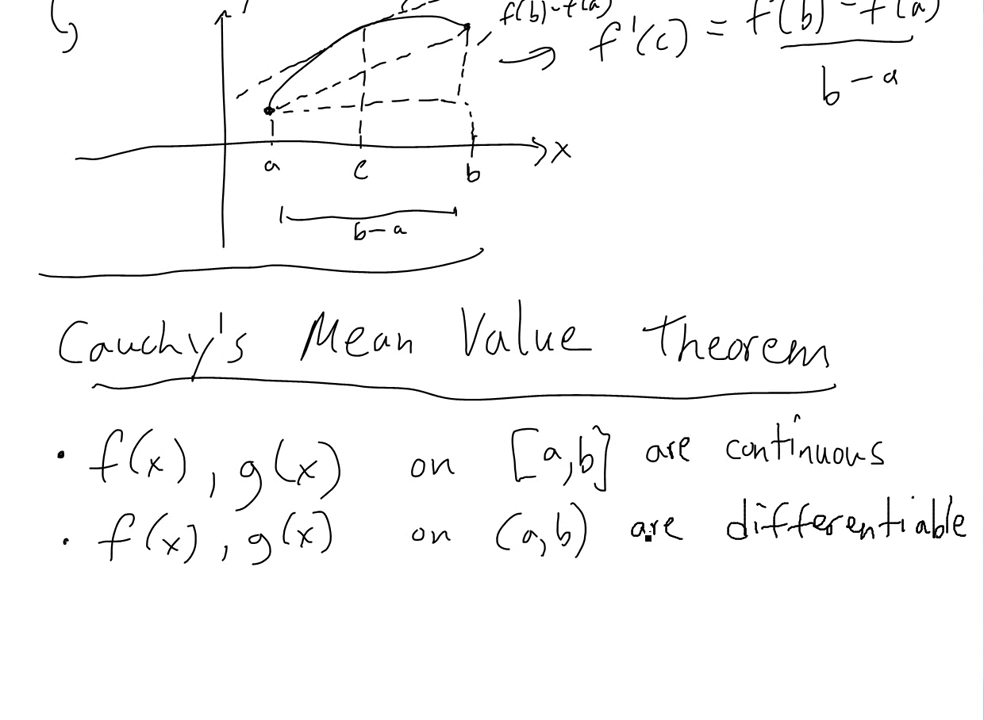 f(b)-f(a)
→ f'(c) = f(b) - f(a)
b - a
x
a c b
b - a
Cauchy's Mean Value Theorem
· f(x), g(x) on [a,b] are continuous
· f(x), g(x) on (a,b) are differentiable